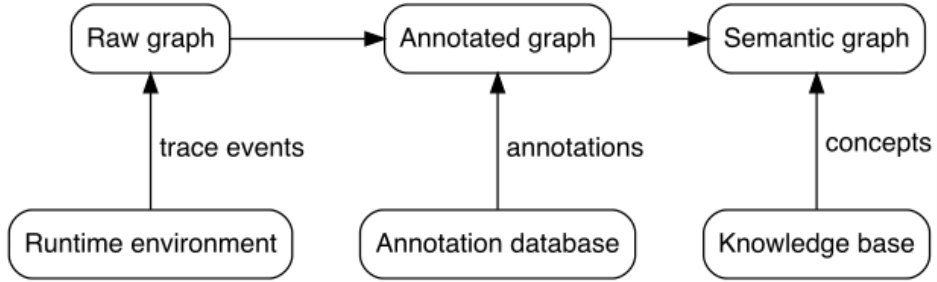 Raw graph
Annotated graph
Semantic graph
trace events
annotations
concepts
Runtime environment
Annotation database
Knowledge base